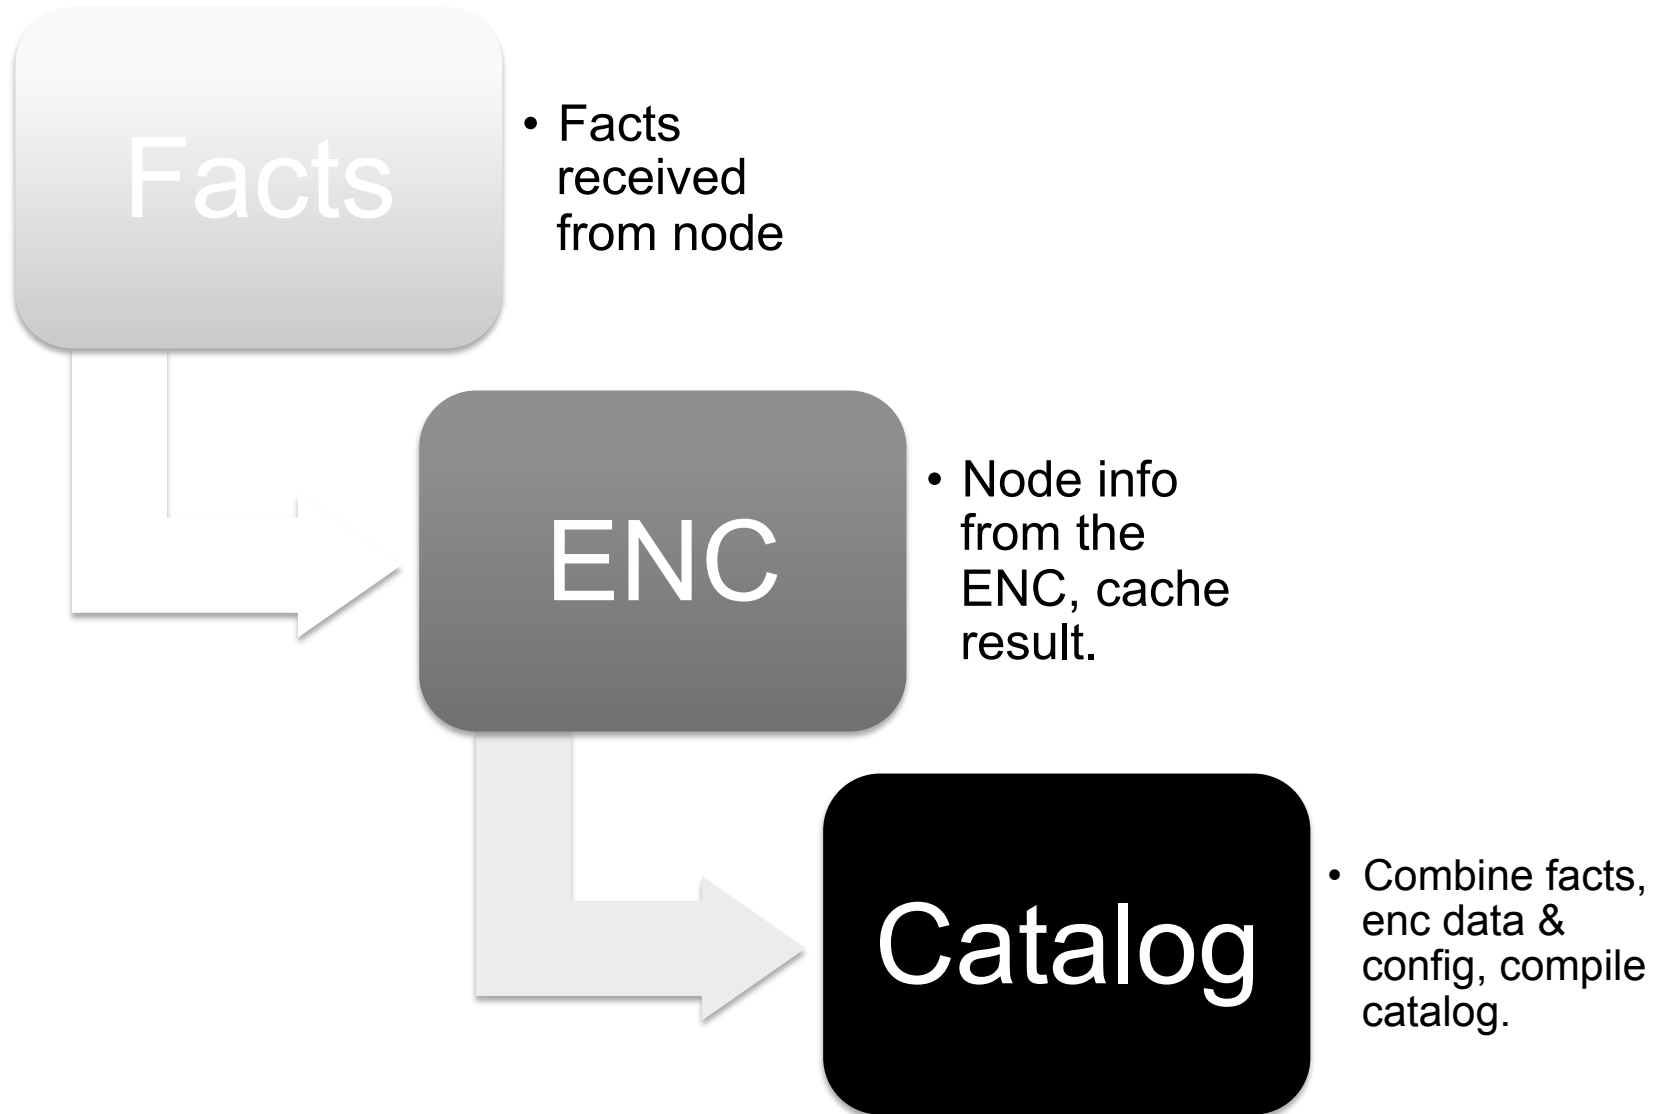 Facts
• Facts
received
from node
ENC
• Node info
from the
ENC, cache
result.
Catalog
• Combine facts,
enc data &
config, compile
catalog.